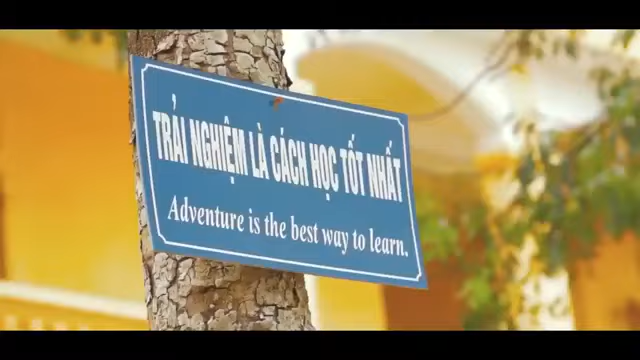 TRẢI NGHIỆM LÀ CÁCH HỌC TỐT NHẤT
Adventure is the best way to learn.